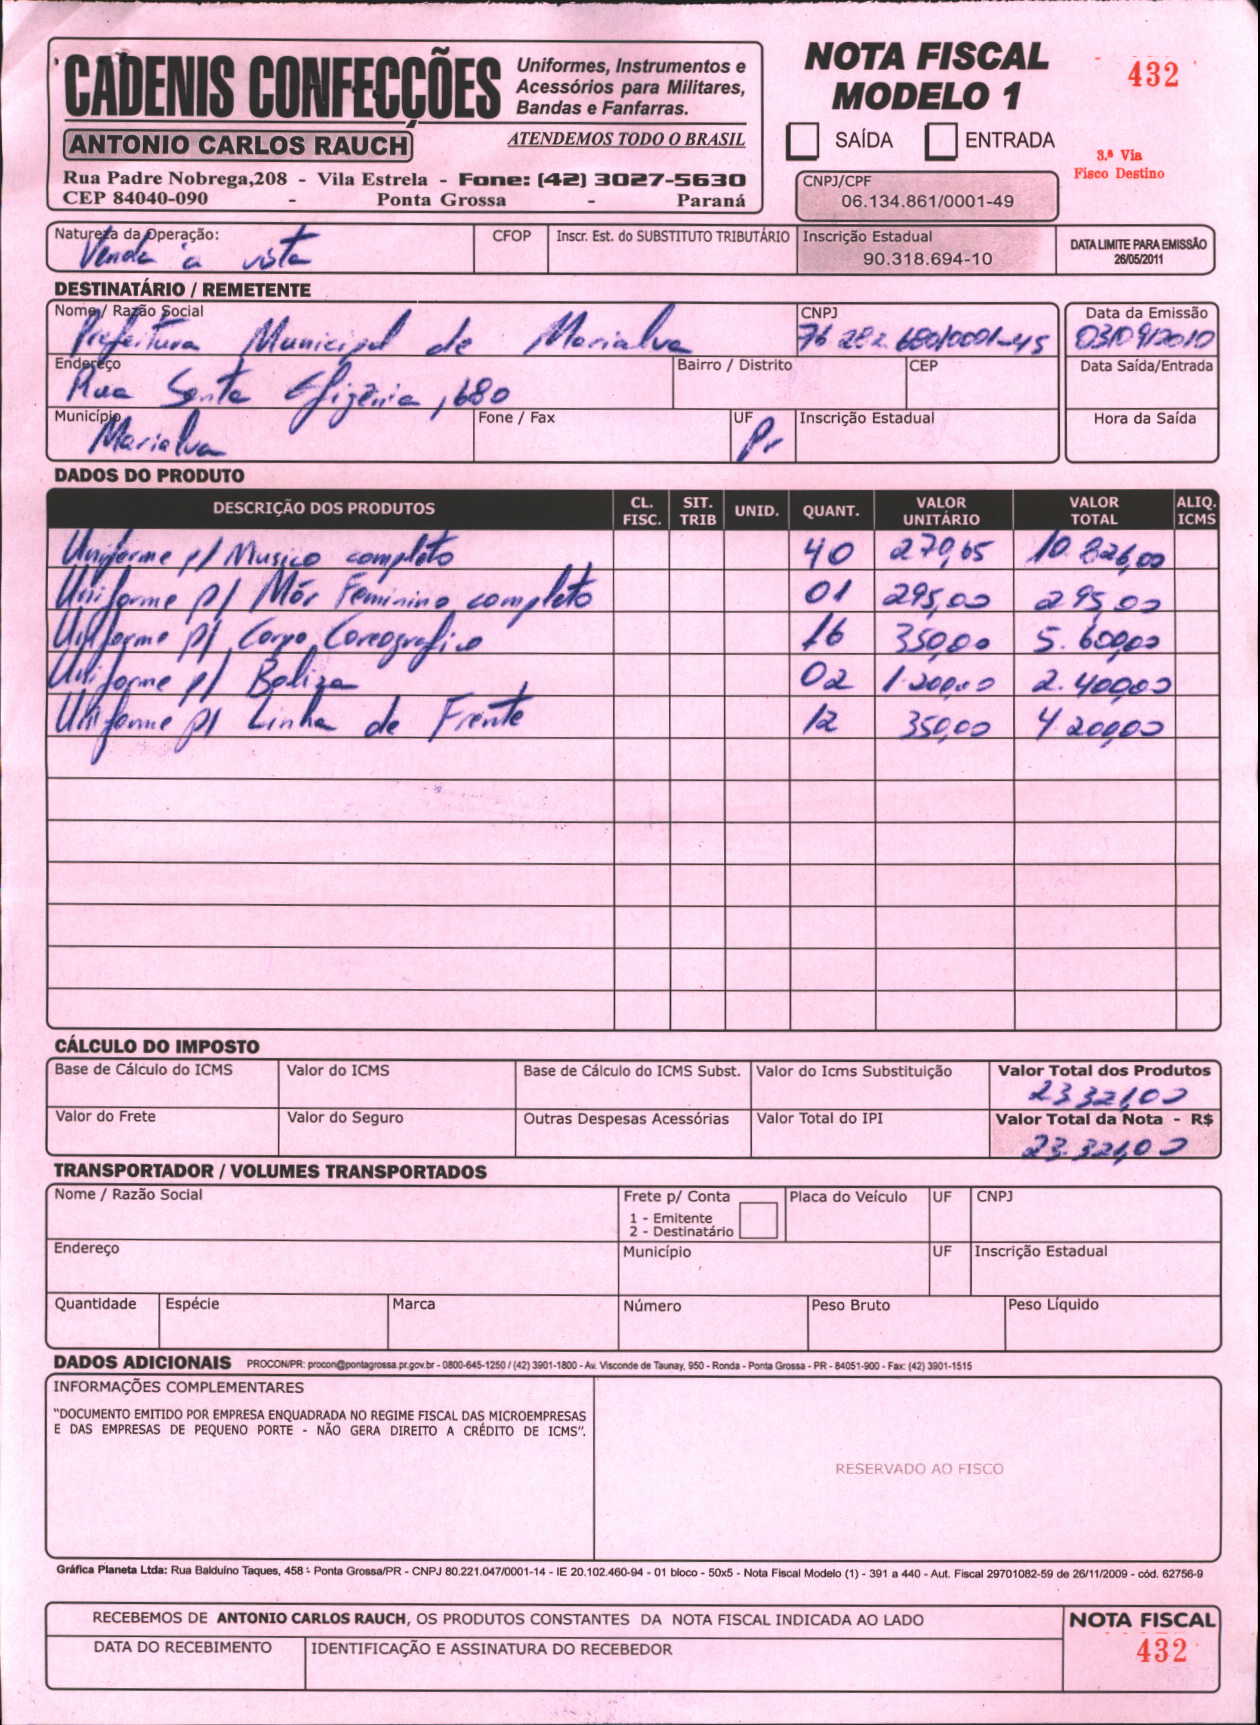 CADENIS CONFECÇÕES
Uniformes, Instrumentos e
Acessórios para Militares,
Bandas e Fanfarras.
ANTONIO CARLOS RAUCH
ATENDEMOS TODO O BRASIL
Rua Padre Nobrega,208 - Vila Estrela - Fone: (42) 3027-5630
CEP 84040-090 - Ponta Grossa - Paraná
NOTA FISCAL
MODELO 1
432
SAÍDA ENTRADA
3.ª Via
Fisco Destino
CNPJ/CPF
06.134.861/0001-49
Natureza da Operação:
Venda a vista
CFOP
Inscr. Est. do SUBSTITUTO TRIBUTÁRIO
Inscrição Estadual
90.318.694-10
DATA LIMITE PARA EMISSÃO
26/05/2011
DESTINATÁRIO / REMETENTE
Nome / Razão Social
Prefeitura Municipal de Marialva
CNPJ
76 282 680/0001-45
Data da Emissão
03/09/2010
Endereço
Rua Santa Efigênia, 680
Bairro / Distrito
CEP
Data Saída/Entrada
Município
Marialva
Fone / Fax
UF
Pr
Inscrição Estadual
Hora da Saída
DADOS DO PRODUTO
DESCRIÇÃO DOS PRODUTOS CL. FISC. SIT. TRIB UNID. QUANT. VALOR UNITÁRIO VALOR TOTAL ALIQ. ICMS
Uniforme p/ Musico completo 40 270,65 10.826,00
Uniforme p/ Mór Feminino completo 01 295,00 295,00
Uniforme p/ Corpo Coreografico 16 350,00 5.600,00
Uniforme p/ Baliza 02 1.200,00 2.400,00
Uniforme p/ Linha de Frente 12 350,00 4.200,00
CÁLCULO DO IMPOSTO
Base de Cálculo do ICMS
Valor do ICMS
Base de Cálculo do ICMS Subst.
Valor do Icms Substituição
Valor Total dos Produtos
23321,00
Valor do Frete
Valor do Seguro
Outras Despesas Acessórias
Valor Total do IPI
Valor Total da Nota - R$
23.321,00
TRANSPORTADOR / VOLUMES TRANSPORTADOS
Nome / Razão Social
Frete p/ Conta
1 - Emitente
2 - Destinatário
Placa do Veículo
UF
CNPJ
Endereço
Município
UF
Inscrição Estadual
Quantidade
Espécie
Marca
Número
Peso Bruto
Peso Líquido
DADOS ADICIONAIS PROCON/PR: procon@pontagrossa.pr.gov.br - 0800-645-1250 / (42) 3901-1800 - Av. Visconde de Taunay, 950 - Ronda - Ponta Grossa - PR - 84051-900 - Fax: (42) 3901-1515
INFORMAÇÕES COMPLEMENTARES
"DOCUMENTO EMITIDO POR EMPRESA ENQUADRADA NO REGIME FISCAL DAS MICROEMPRESAS
E DAS EMPRESAS DE PEQUENO PORTE - NÃO GERA DIREITO A CRÉDITO DE ICMS".
RESERVADO AO FISCO
Gráfica Planeta Ltda: Rua Balduíno Taques, 458 - Ponta Grossa/PR - CNPJ 80.221.047/0001-14 - IE 20.102.460-94 - 01 bloco - 50x5 - Nota Fiscal Modelo (1) - 391 a 440 - Aut. Fiscal 29701082-59 de 26/11/2009 - cód. 62756-9
RECEBEMOS DE ANTONIO CARLOS RAUCH, OS PRODUTOS CONSTANTES DA NOTA FISCAL INDICADA AO LADO
DATA DO RECEBIMENTO
IDENTIFICAÇÃO E ASSINATURA DO RECEBEDOR
NOTA FISCAL
432